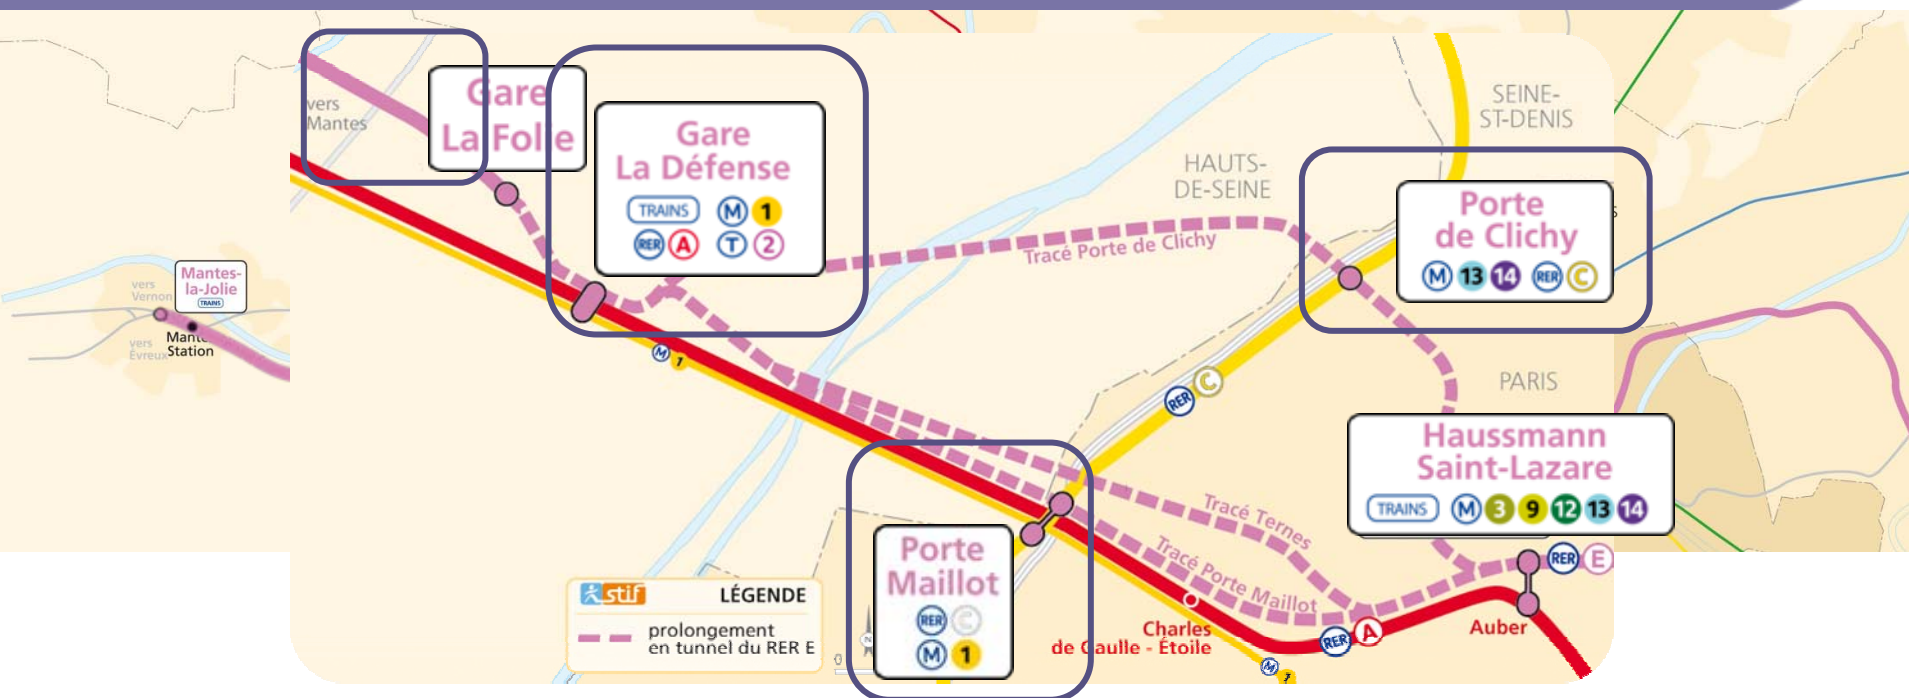 vers
Mantes
Gare
La Folie
Gare
La Défense
TRAINS M 1
RER A T 2
SEINE-
ST-DENIS
HAUTS-
DE-SEINE
Porte
de Clichy
M 13 14 RER C
Tracé Porte de Clichy
Mantes-
la-Jolie
TRAINS
vers
Vernon
vers
Évreux
Station
M 1
RER C
PARIS
Haussmann
Saint-Lazare
TRAINS M 3 9 12 13 14
Tracé Ternes
Tracé Porte Maillot
RER E
Porte
Maillot
RER C
M 1
stif LÉGENDE
prolongement
en tunnel du RER E
N
Charles
de Gaulle - Étoile
RER A
Auber
M 1